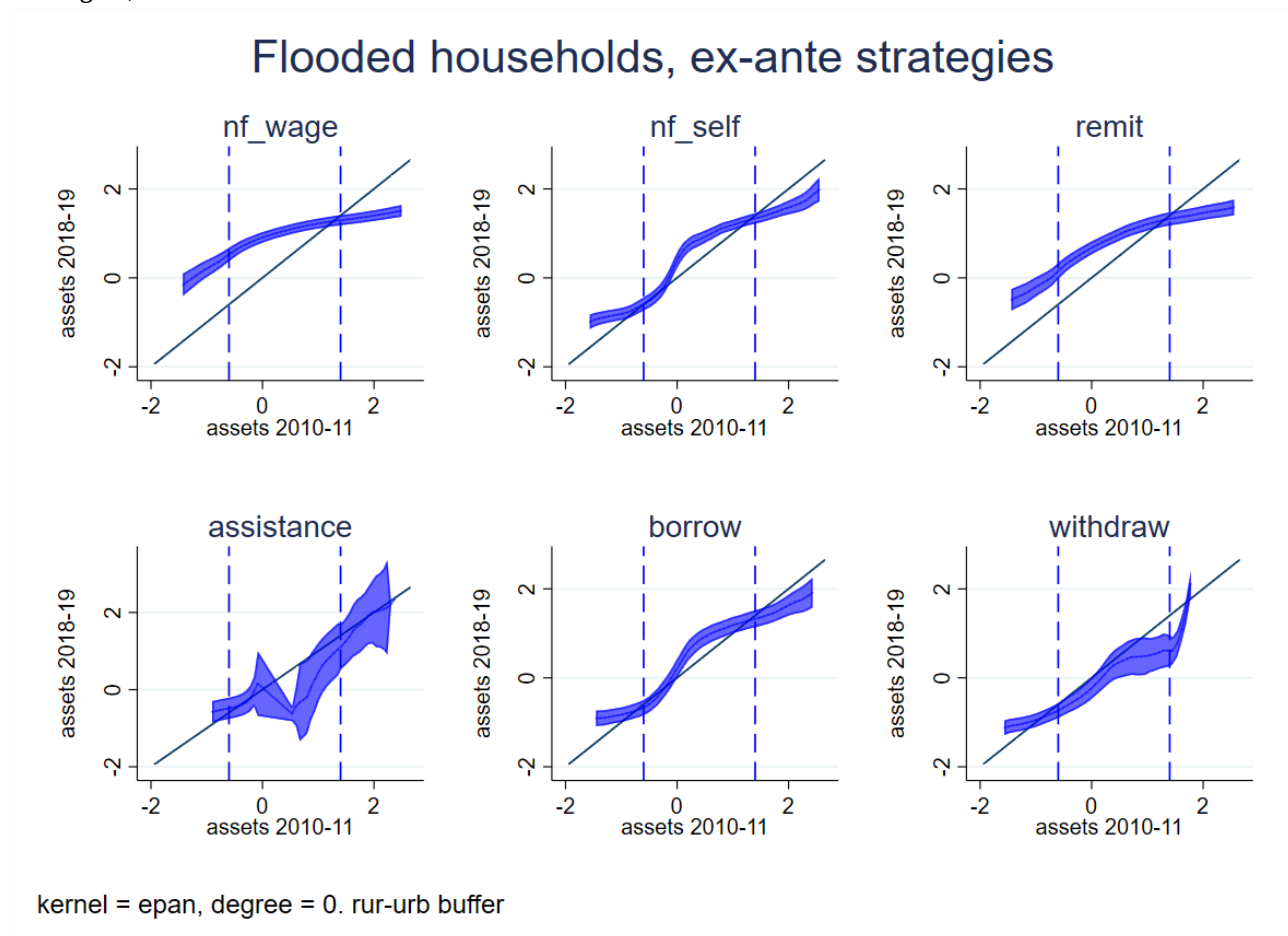 Flooded households, ex-ante strategies
nf_wage
nf_self
remit
assets 2018-19
2
0
-2
-2 0 2
assets 2010-11
assets 2018-19
2
0
-2
-2 0 2
assets 2010-11
assets 2018-19
2
0
-2
-2 0 2
assets 2010-11
assistance
borrow
withdraw
assets 2018-19
2
0
-2
-2 0 2
assets 2010-11
assets 2018-19
2
0
-2
-2 0 2
assets 2010-11
assets 2018-19
2
0
-2
-2 0 2
assets 2010-11
kernel = epan, degree = 0. rur-urb buffer